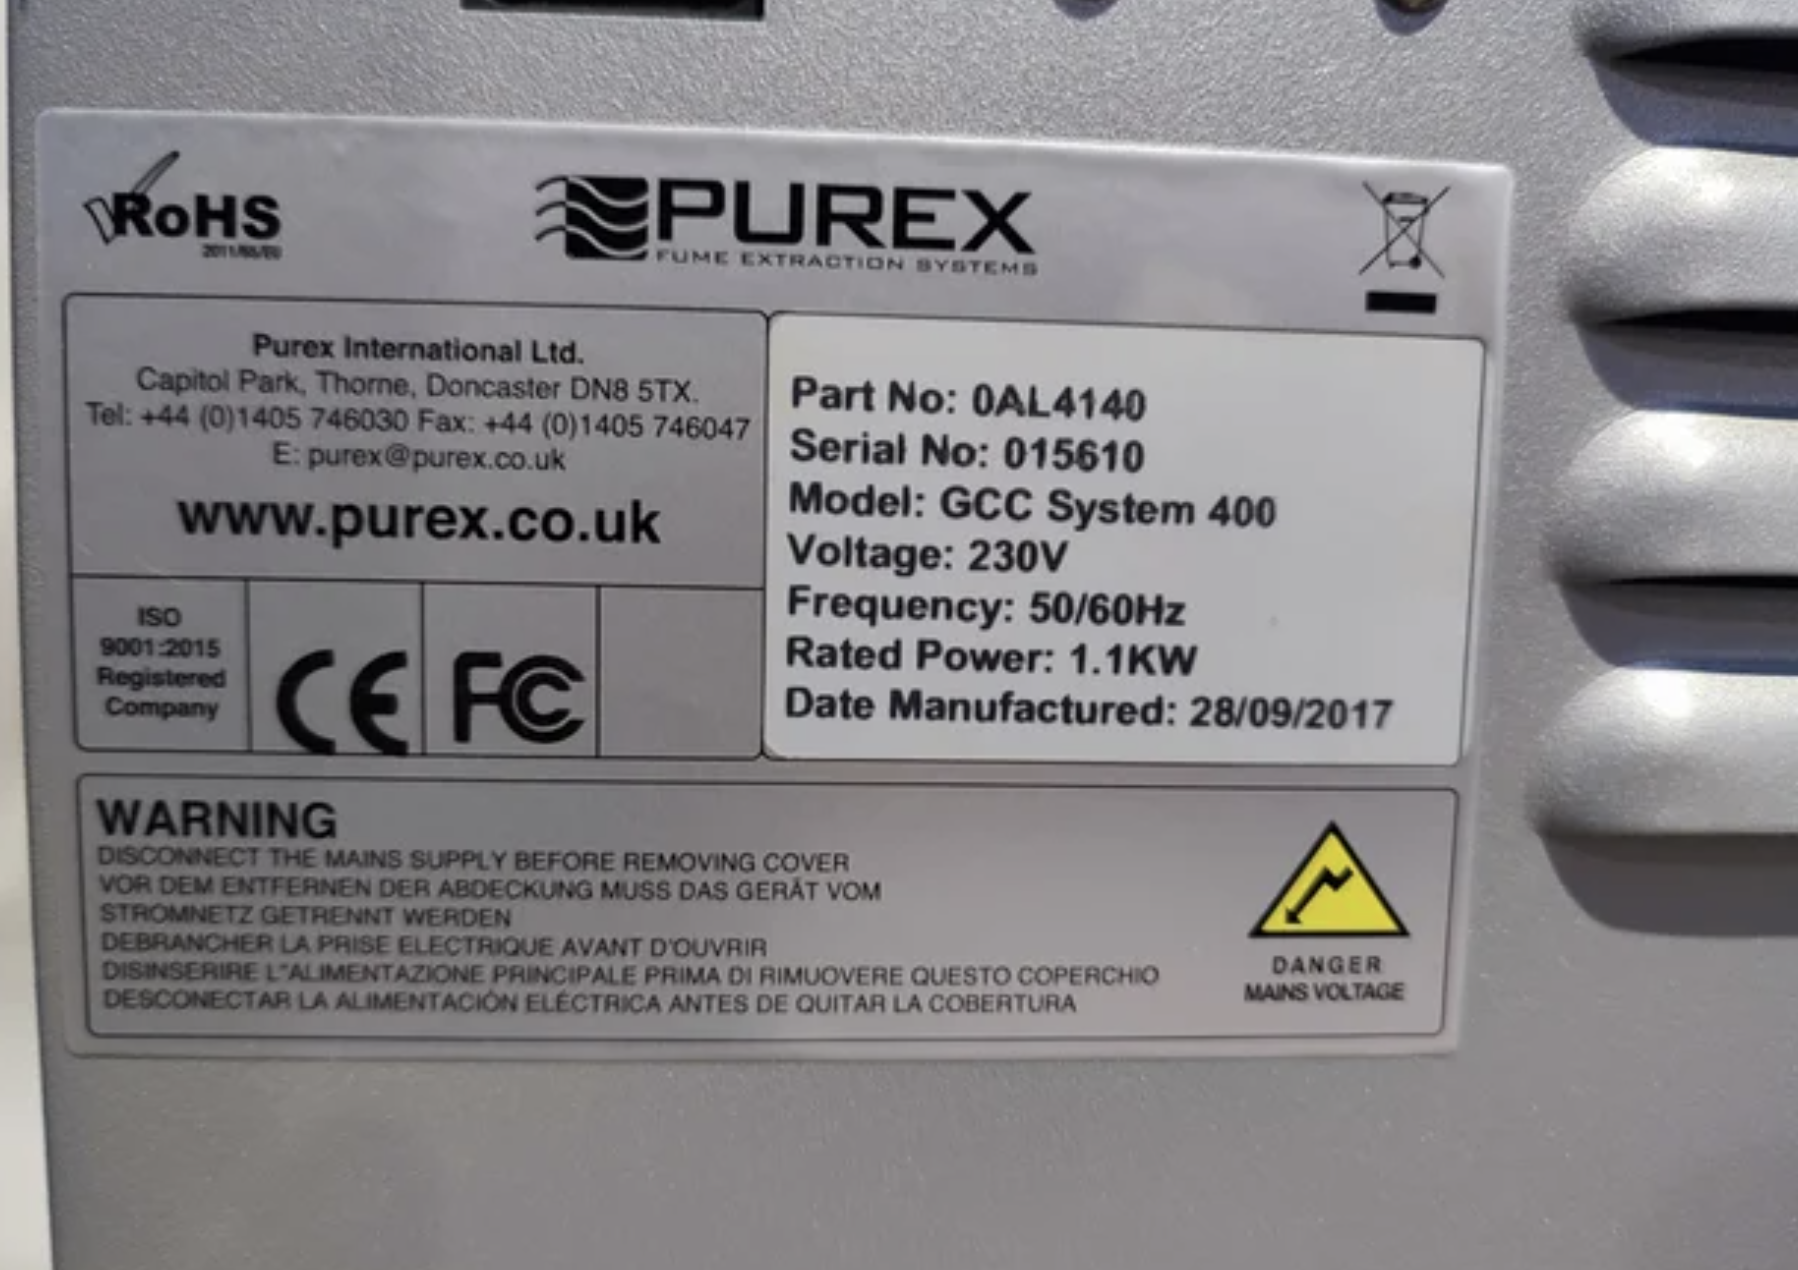 RoHS
2011/65/EU
PUREX
FUME EXTRACTION SYSTEMS
Purex International Ltd.
Capitol Park, Thorne, Doncaster DN8 5TX.
Tel: +44 (0)1405 746030 Fax: +44 (0)1405 746047
E: purex@purex.co.uk
www.purex.co.uk
ISO
9001:2015
Registered
Company
CE
FC
Part No: 0AL4140
Serial No: 015610
Model: GCC System 400
Voltage: 230V
Frequency: 50/60Hz
Rated Power: 1.1KW
Date Manufactured: 28/09/2017
WARNING
DISCONNECT THE MAINS SUPPLY BEFORE REMOVING COVER
VOR DEM ENTFERNEN DER ABDECKUNG MUSS DAS GERÄT VOM
STROMNETZ GETRENNT WERDEN
DEBRANCHER LA PRISE ELECTRIQUE AVANT D'OUVRIR
DISINSERIRE L"ALIMENTAZIONE PRINCIPALE PRIMA DI RIMUOVERE QUESTO COPERCHIO
DESCONECTAR LA ALIMENTACIÓN ELÉCTRICA ANTES DE QUITAR LA COBERTURA
DANGER
MAINS VOLTAGE